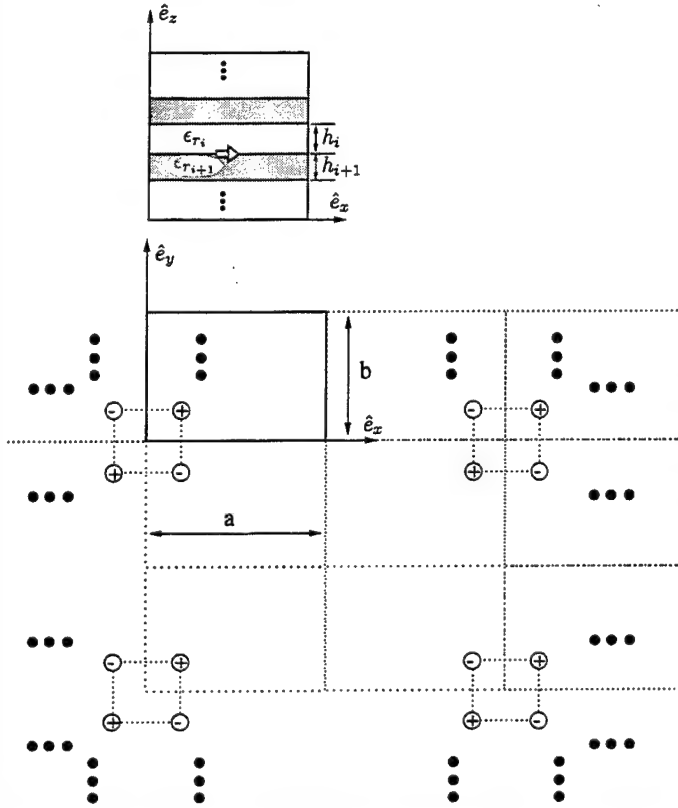 ê_z
ϵ_{r_i}
h_i
ϵ_{r_{i+1}}
h_{i+1}
ê_x
ê_y
b
- + - +
ê_x
+ - + -
a
- + - +
+ - + -